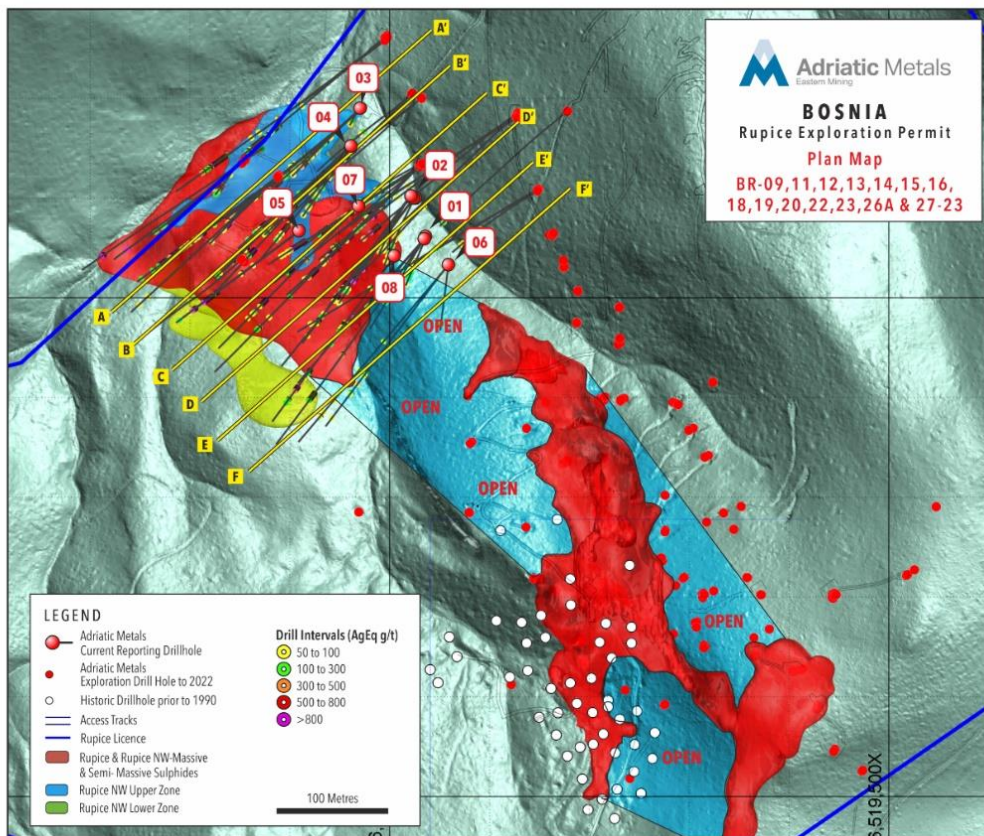 Adriatic Metals
Eastern Mining
BOSNIA
Rupice Exploration Permit
Plan Map
BR-09,11,12,13,14,15,16,
18,19,20,22,23,26A & 27-23
A'
B'
C'
D'
E'
F'
03
04
02
07
01
05
06
08
A
B
C
D
E
F
OPEN
OPEN
OPEN
OPEN
OPEN
LEGEND
Adriatic Metals
Current Reporting Drillhole
Adriatic Metals
Exploration Drill Hole to 2022
Historic Drillhole prior to 1990
Access Tracks
Rupice Licence
Rupice & Rupice NW-Massive
& Semi- Massive Sulphides
Rupice NW Upper Zone
Rupice NW Lower Zone
Drill Intervals (AgEq g/t)
50 to 100
100 to 300
300 to 500
500 to 800
>800
100 Metres